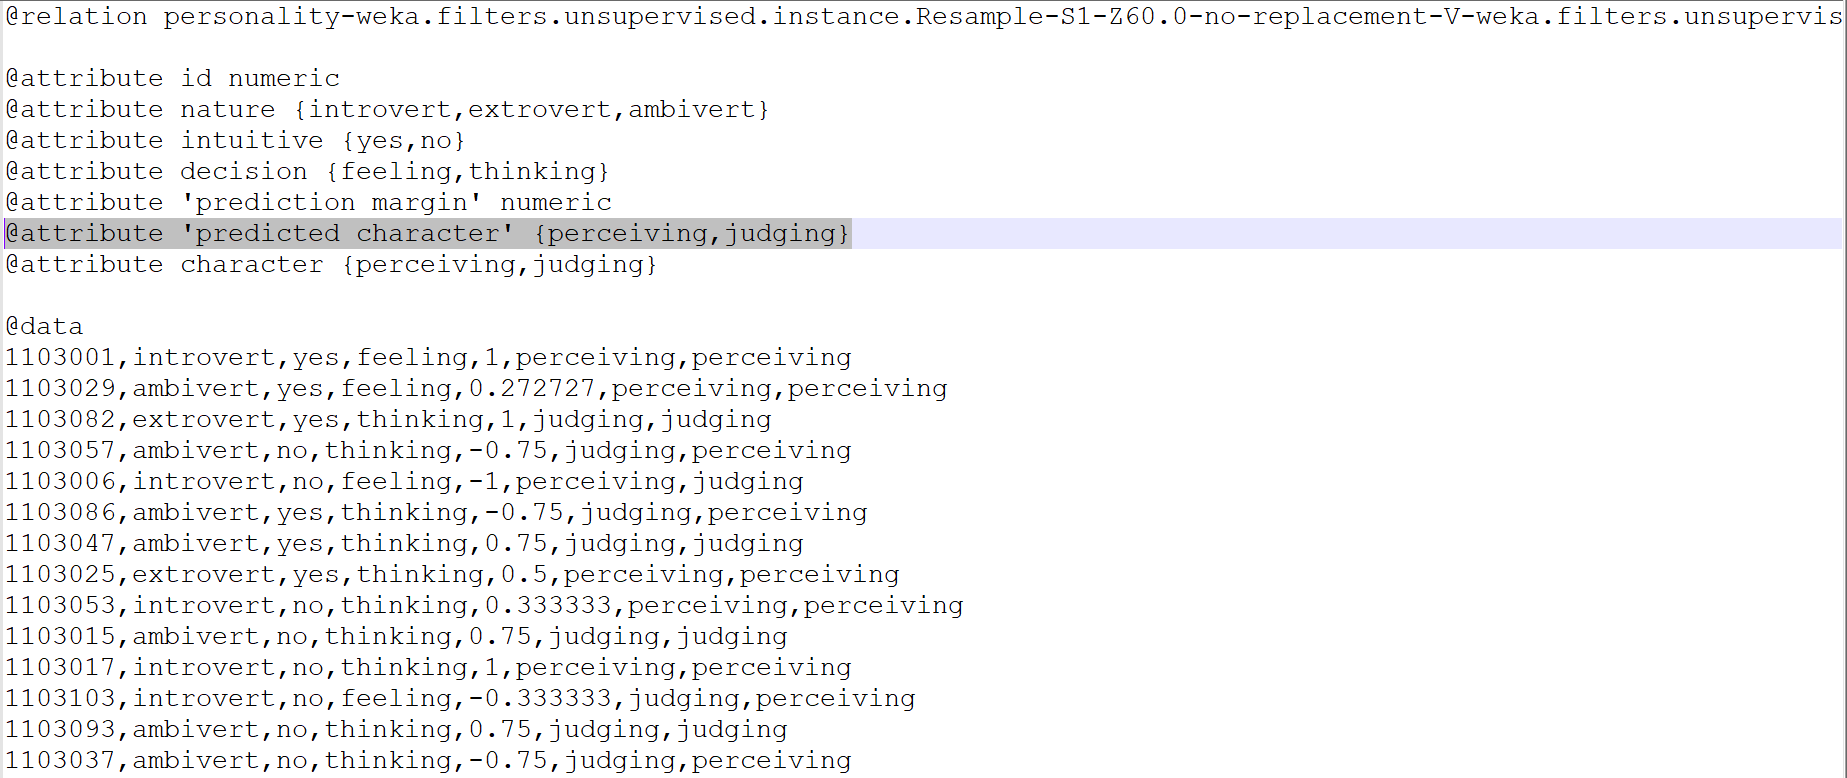 @relation personality-weka.filters.unsupervised.instance.Resample-S1-Z60.0-no-replacement-V-weka.filters.unsupervis
@attribute id numeric
@attribute nature {introvert,extrovert,ambivert}
@attribute intuitive {yes,no}
@attribute decision {feeling,thinking}
@attribute 'prediction margin' numeric
@attribute 'predicted character' {perceiving,judging}
@attribute character {perceiving,judging}
@data
1103001,introvert,yes,feeling,1,perceiving,perceiving
1103029,ambivert,yes,feeling,0.272727,perceiving,perceiving
1103082,extrovert,yes,thinking,1,judging,judging
1103057,ambivert,no,thinking,-0.75,judging,perceiving
1103006,introvert,no,feeling,-1,perceiving,judging
1103086,ambivert,yes,thinking,-0.75,judging,perceiving
1103047,ambivert,yes,thinking,0.75,judging,judging
1103025,extrovert,yes,thinking,0.5,perceiving,perceiving
1103053,introvert,no,thinking,0.333333,perceiving,perceiving
1103015,ambivert,no,thinking,0.75,judging,judging
1103017,introvert,no,thinking,1,perceiving,perceiving
1103103,introvert,no,feeling,-0.333333,judging,perceiving
1103093,ambivert,no,thinking,0.75,judging,judging
1103037,ambivert,no,thinking,-0.75,judging,perceiving